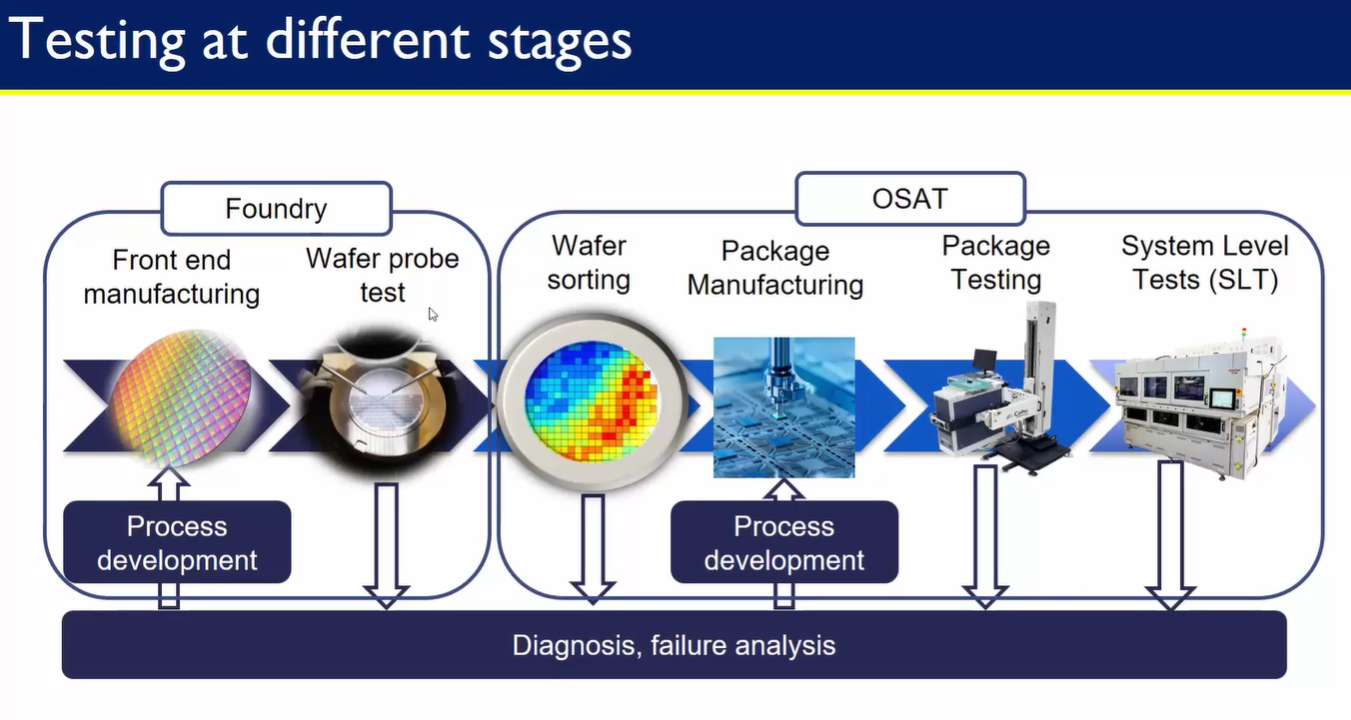 Testing at different stages
Foundry
OSAT
Front end
manufacturing
Wafer probe
test
Wafer
sorting
Package
Manufacturing
Package
Testing
System Level
Tests (SLT)
Process
development
Process
development
Diagnosis, failure analysis